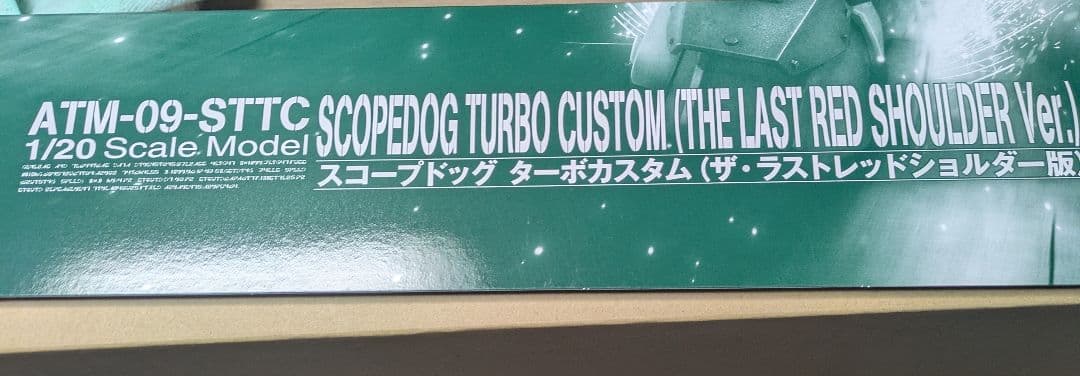 ATM-09-STTC
1/20 Scale Model
SCOPEDOG TURBO CUSTOM (THE LAST RED SHOULDER Ver.)
スコープドッグ ターボカスタム (ザ・ラストレッドショルダー版)